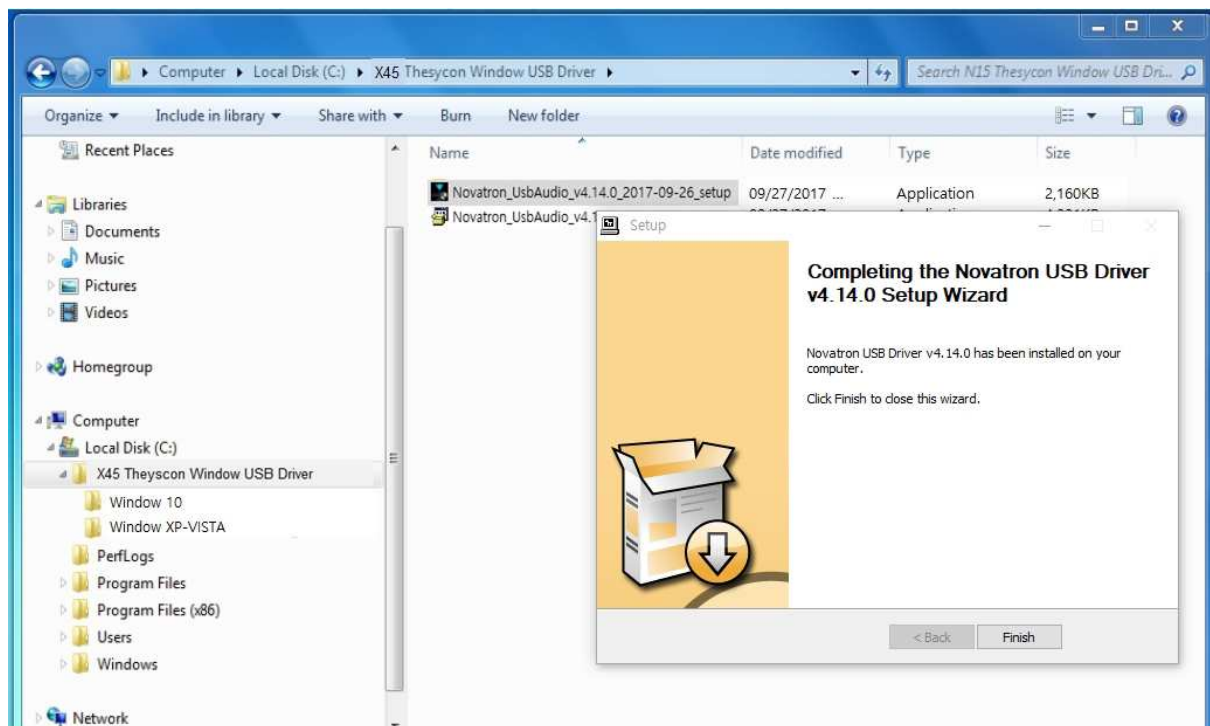 Computer Local Disk (C:) X45 Thesycon Window USB Driver
Search N15 Thesycon Window USB Dri...
Organize Include in library Share with Burn New folder
Recent Places
Libraries
Documents
Music
Pictures
Videos
Homegroup
Computer
Local Disk (C:)
X45 Theyscon Window USB Driver
Window 10
Window XP-VISTA
PerfLogs
Program Files
Program Files (x86)
Users
Windows
Network
Name Date modified Type Size
Novatron_UsbAudio_v4.14.0_2017-09-26_setup 09/27/2017 ... Application 2,160KB
Novatron_UsbAudio_v4.1
Setup
Completing the Novatron USB Driver
v4.14.0 Setup Wizard
Novatron USB Driver v4.14.0 has been installed on your
computer.
Click Finish to close this wizard.
< Back Finish